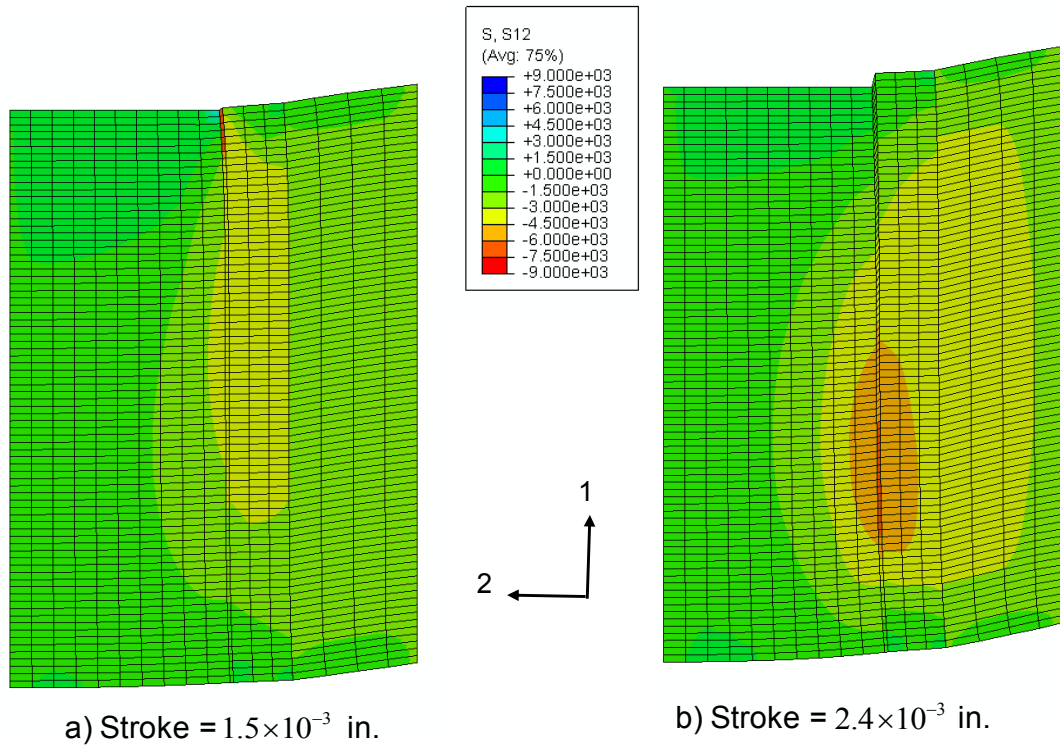 S, S12
(Avg: 75%)
+9.000e+03
+7.500e+03
+6.000e+03
+4.500e+03
+3.000e+03
+1.500e+03
+0.000e+00
-1.500e+03
-3.000e+03
-4.500e+03
-6.000e+03
-7.500e+03
-9.000e+03
1
2
a) Stroke = 1.5×10⁻³ in.
b) Stroke = 2.4×10⁻³ in.